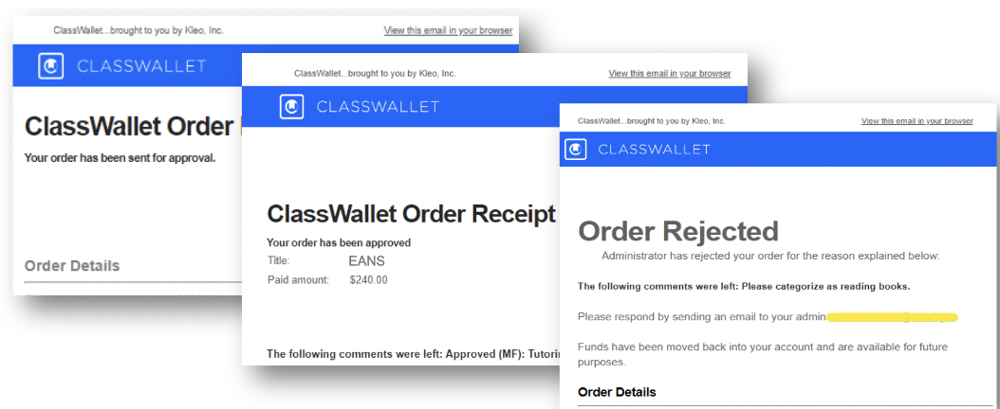 ClassWallet...brought to you by Kleo, Inc.
View this email in your browser
CLASSWALLET
ClassWallet Order
Your order has been sent for approval.
Order Details
ClassWallet...brought to you by Kleo, Inc.
View this email in your browser
CLASSWALLET
ClassWallet Order Receipt
Your order has been approved
Title: EANS
Paid amount: $240.00
The following comments were left: Approved (MF):
ClassWallet...brought to you by Kleo, Inc.
View this email in your browser
CLASSWALLET
Order Rejected
Administrator has rejected your order for the reason explained below:
The following comments were left: Please categorize as reading books.
Please respond by sending an email to your admin
Funds have been moved back into your account and are available for future
purposes.
Order Details